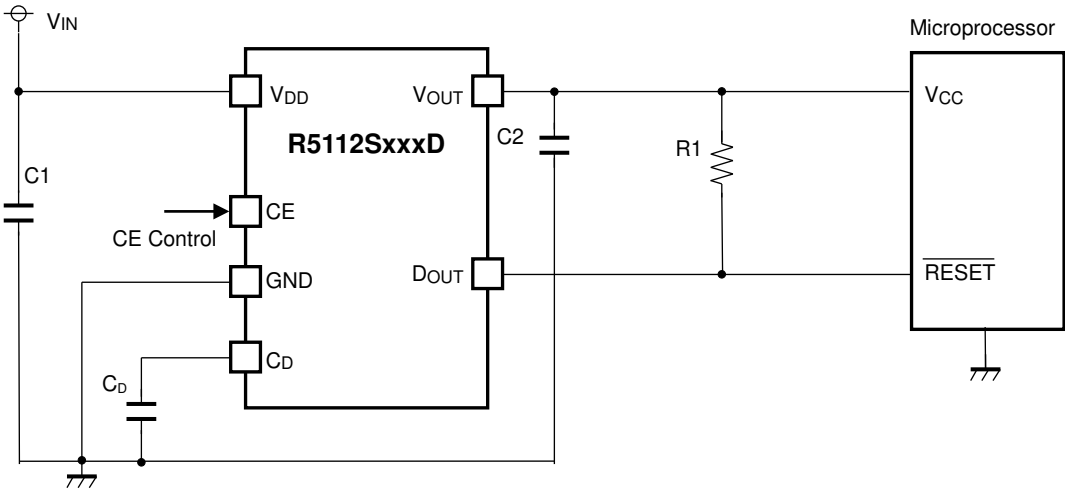 VIN
Microprocessor
VDD
VOUT
VCC
R5112SxxxD
C2
R1
C1
CE
CE Control
GND
DOUT
RESET
CD
CD